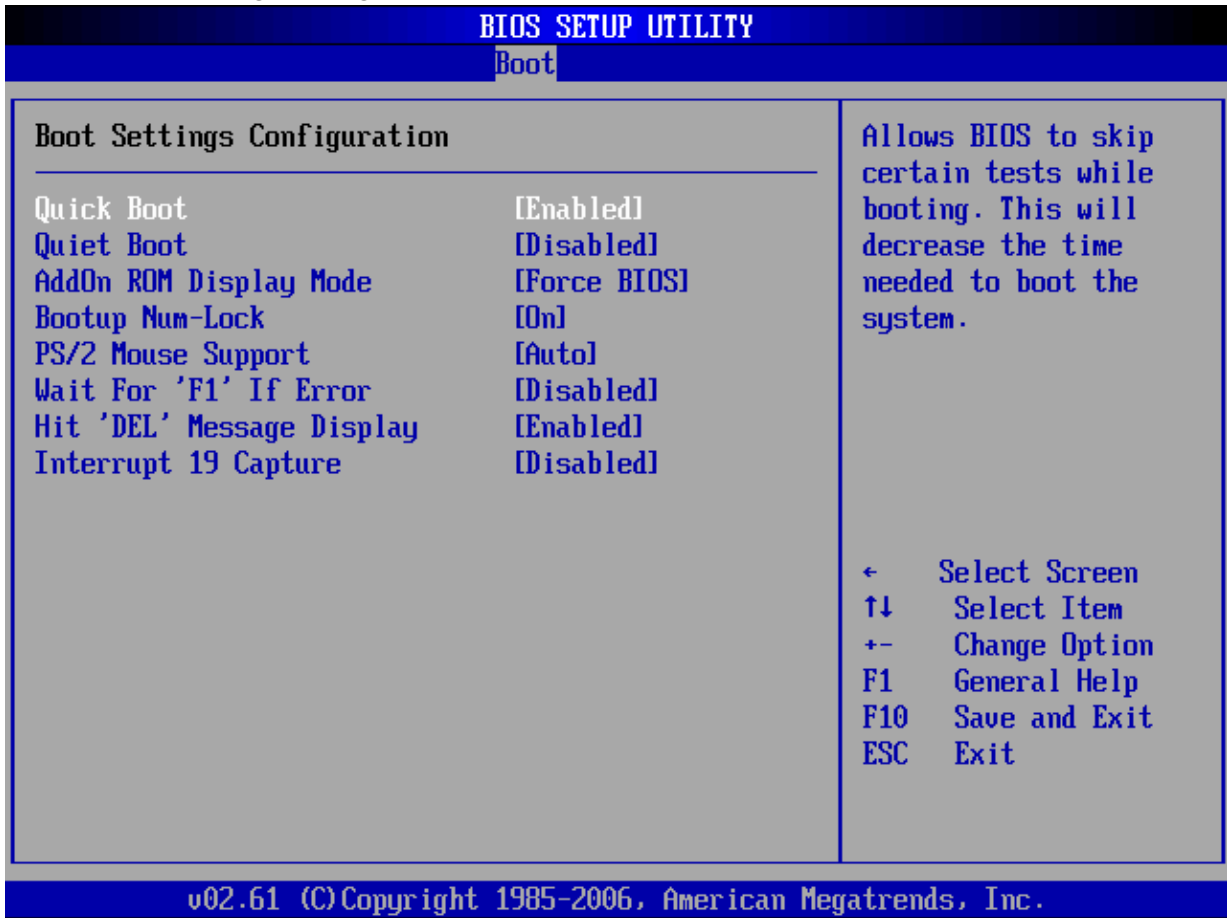 BIOS SETUP UTILITY
Boot
Boot Settings Configuration
Quick Boot [Enabled]
Quiet Boot [Disabled]
AddOn ROM Display Mode [Force BIOS]
Bootup Num-Lock [On]
PS/2 Mouse Support [Auto]
Wait For 'F1' If Error [Disabled]
Hit 'DEL' Message Display [Enabled]
Interrupt 19 Capture [Disabled]
Allows BIOS to skip
certain tests while
booting. This will
decrease the time
needed to boot the
system.
← Select Screen
↑↓ Select Item
+- Change Option
F1 General Help
F10 Save and Exit
ESC Exit
v02.61 (C)Copyright 1985-2006, American Megatrends, Inc.